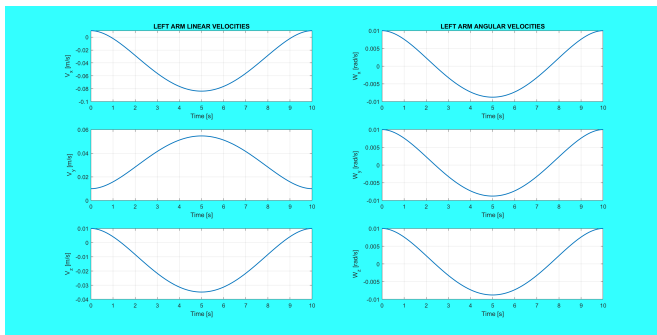 LEFT ARM LINEAR VELOCITIES
0
-0.02
-0.04
-0.06
-0.08
-0.1
V_x [m/s]
0 1 2 3 4 5 6 7 8 9 10
Time [s]
0.06
0.04
0.02
0
V_y [m/s]
0 1 2 3 4 5 6 7 8 9 10
Time [s]
0.01
0
-0.01
-0.02
-0.03
-0.04
V_z [m/s]
0 1 2 3 4 5 6 7 8 9 10
Time [s]
LEFT ARM ANGULAR VELOCITIES
0.01
0.005
0
-0.005
-0.01
W_x [rad/s]
0 1 2 3 4 5 6 7 8 9 10
Time [s]
0.01
0.005
0
-0.005
-0.01
W_y [rad/s]
0 1 2 3 4 5 6 7 8 9 10
Time [s]
0.01
0.005
0
-0.005
-0.01
W_z [rad/s]
0 1 2 3 4 5 6 7 8 9 10
Time [s]